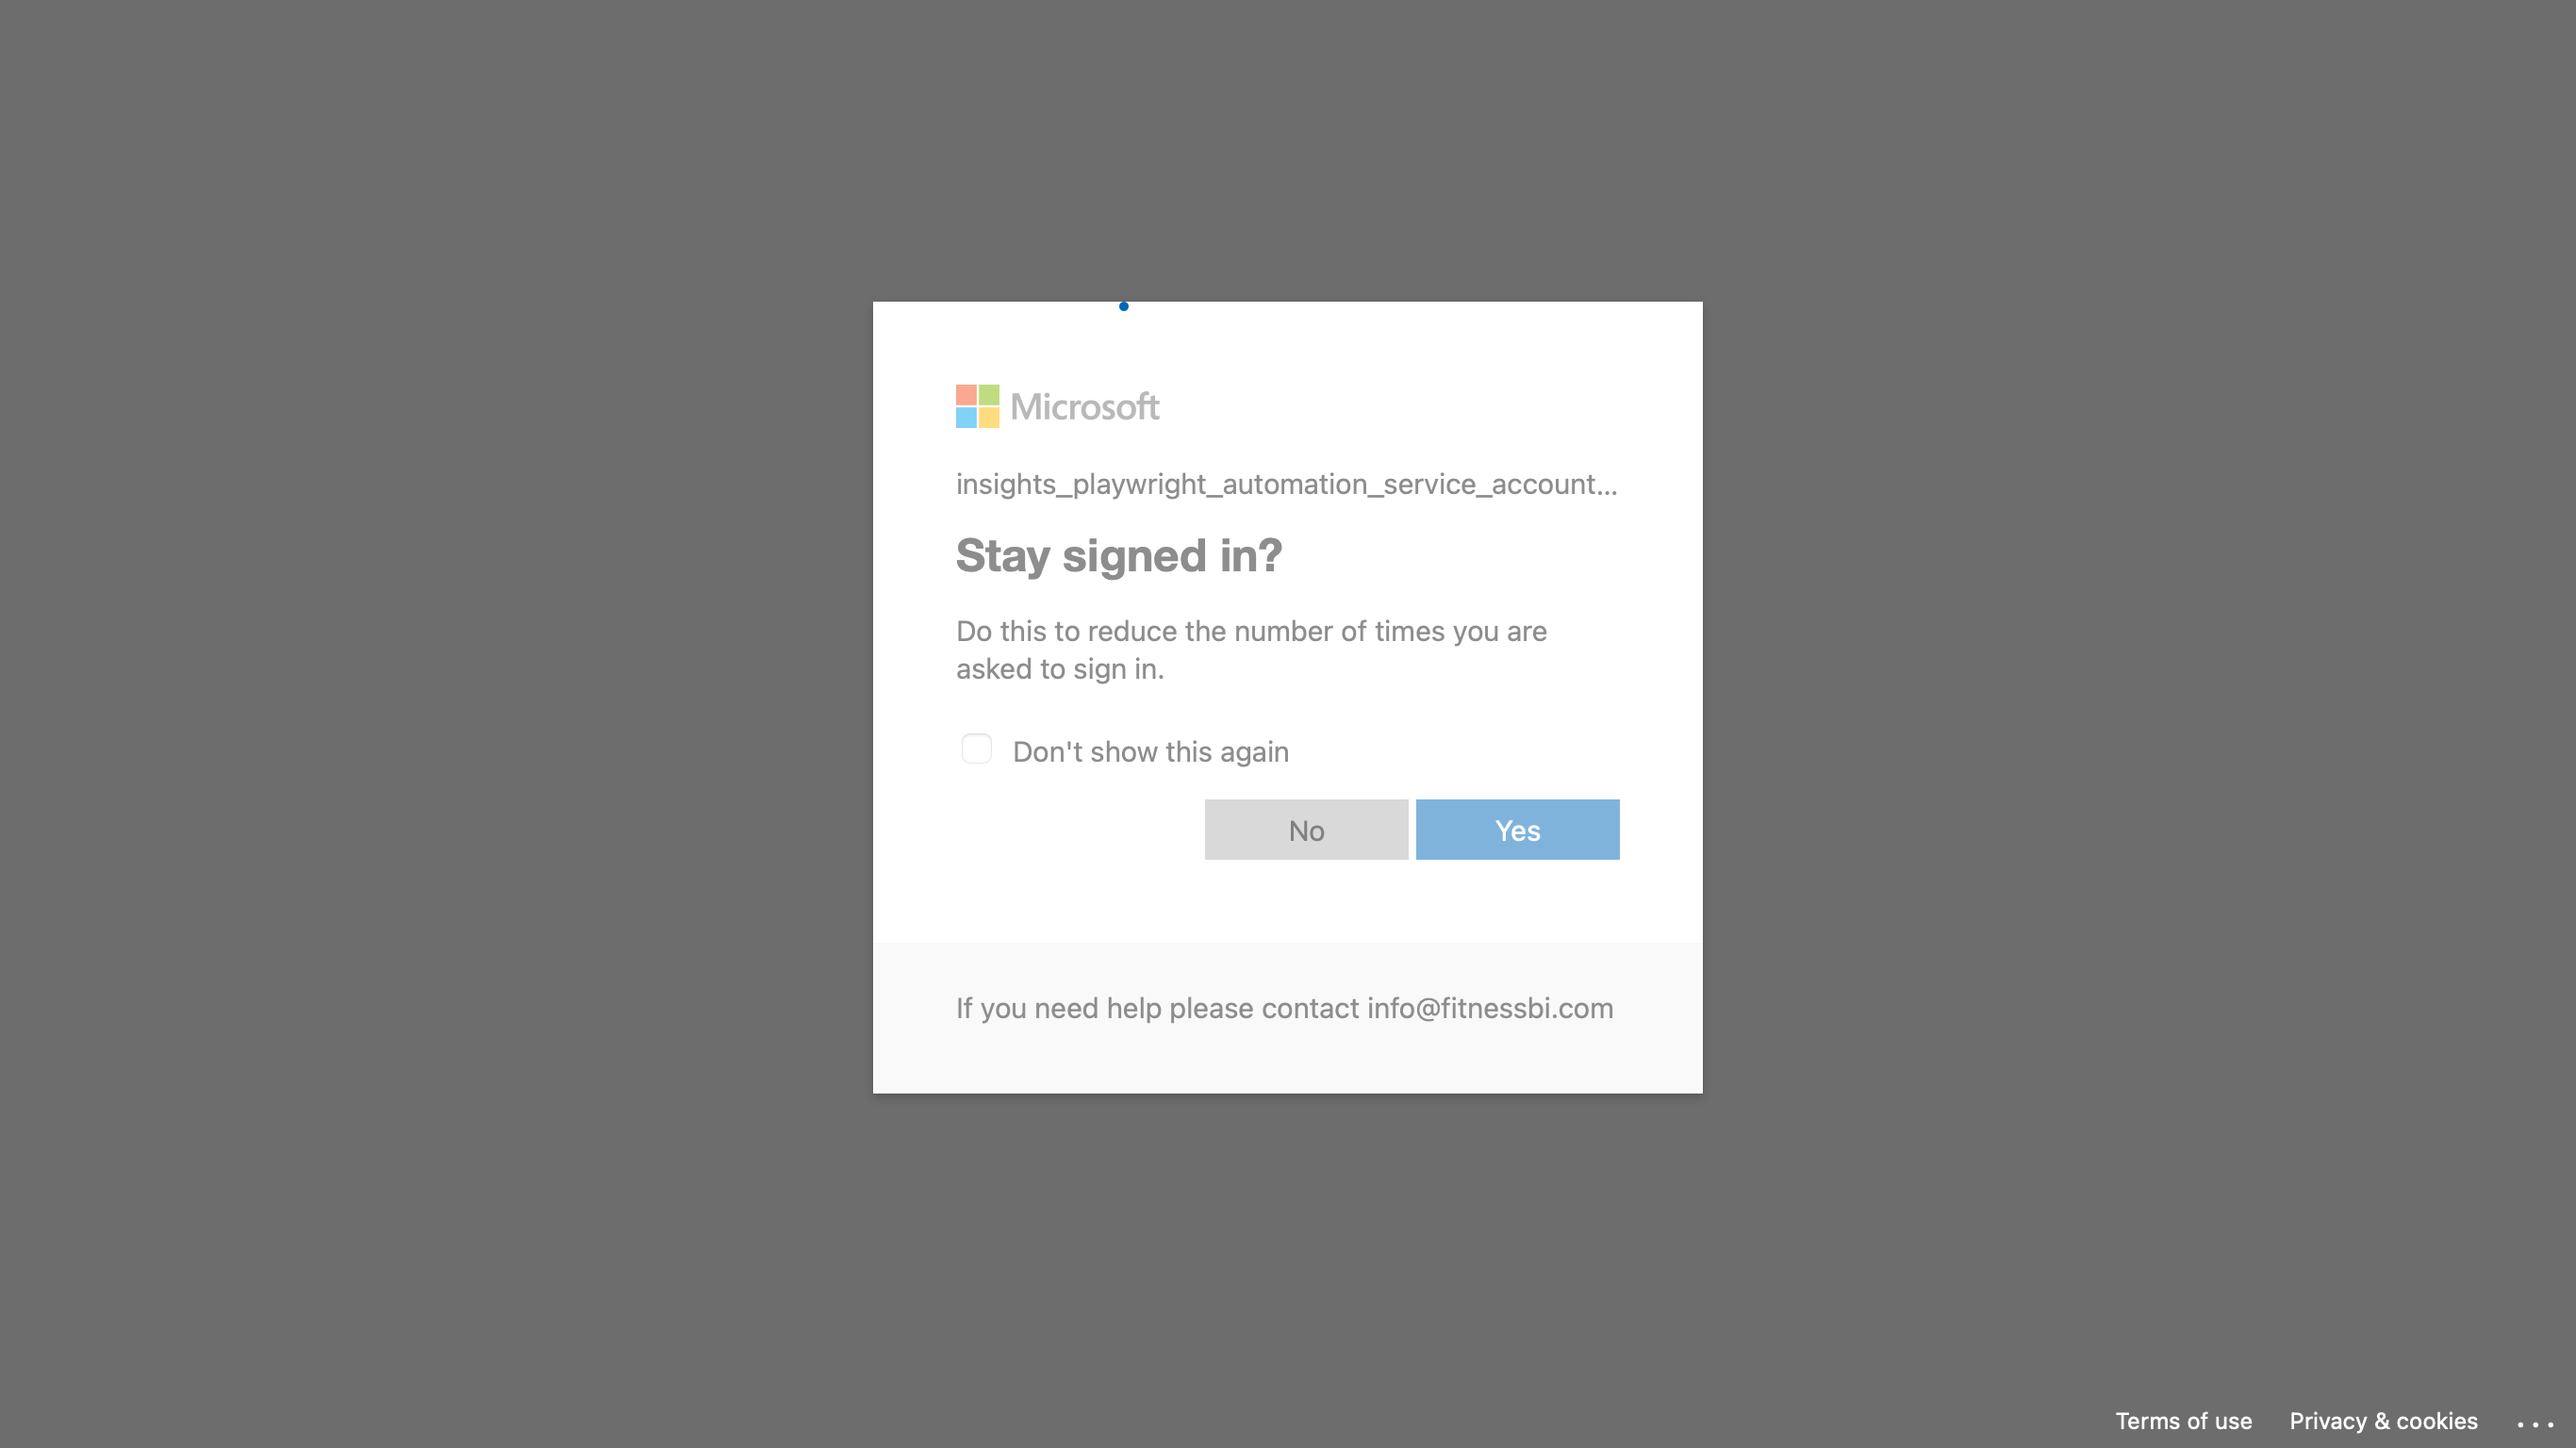 Microsoft
insights_playwright_automation_service_account...
Stay signed in?
Do this to reduce the number of times you are
asked to sign in.
Don't show this again
No
Yes
If you need help please contact info@fitnessbi.com
Terms of use
Privacy & cookies
...